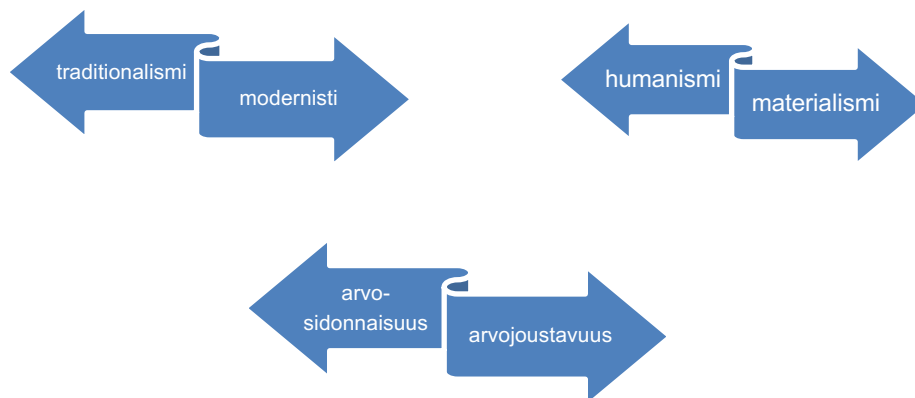 traditionalismi
modernisti
humanismi
materialismi
arvo-
sidonnaisuus
arvojoustavuus